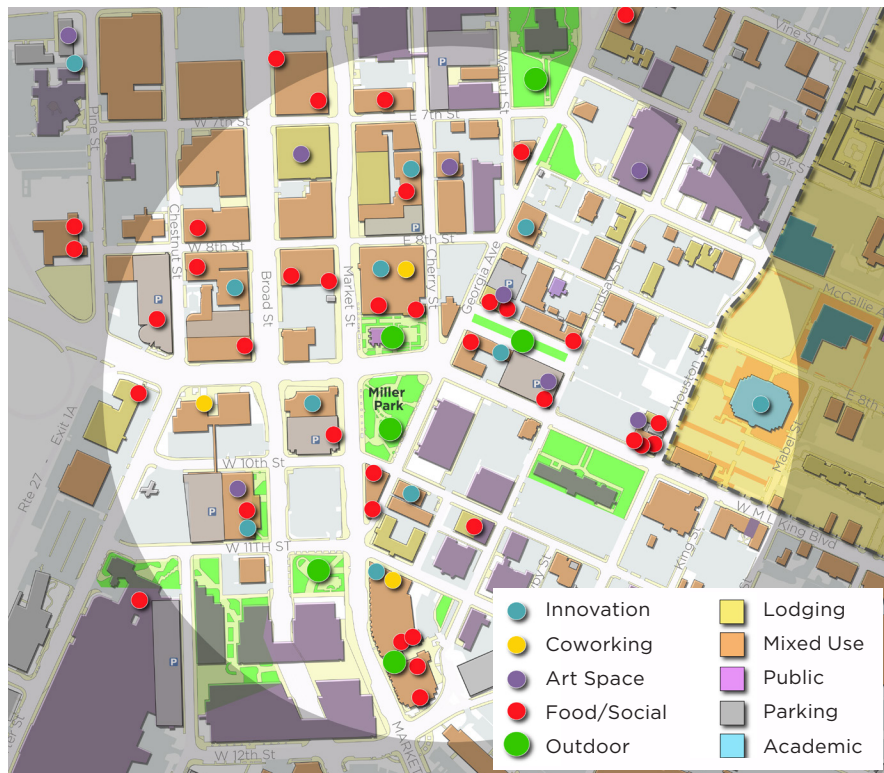 Vine ST
Walnut St
Pine St
W 7th St
E 7th St
Oak S
Chestnut St
W 8th St
E 8th St
Broad St
Market St
Cherry St
Georgia Ave
Lindsay St
McCallie A
Houston S
E 8th
Mabel St
Miller
Park
Exit 1A
Rte 27
W 10th St
W M L King Blvd
W 11TH ST
King St
by St
St
P
P
P
P
P
P
P
P
MARKET
W 12th St
ter St
Innovation
Coworking
Art Space
Food/Social
Outdoor
Lodging
Mixed Use
Public
Parking
Academic